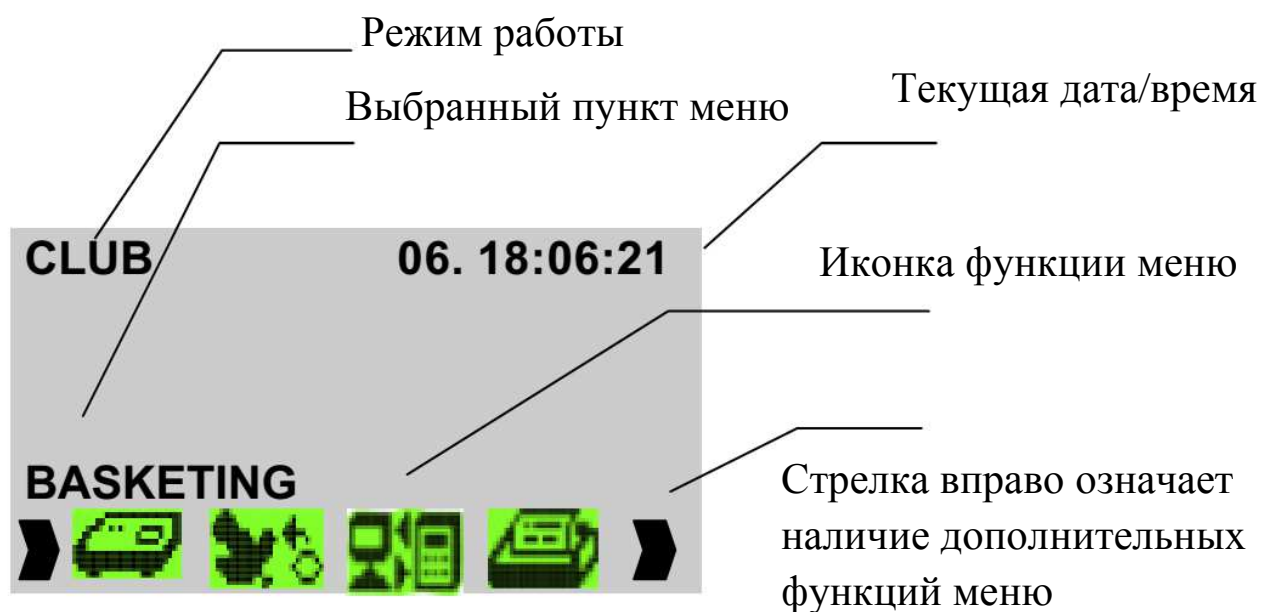 Режим работы
Выбранный пункт меню
Текущая дата/время
CLUB
06. 18:06:21
Иконка функции меню
BASKETING
Стрелка вправо означает
наличие дополнительных
функций меню